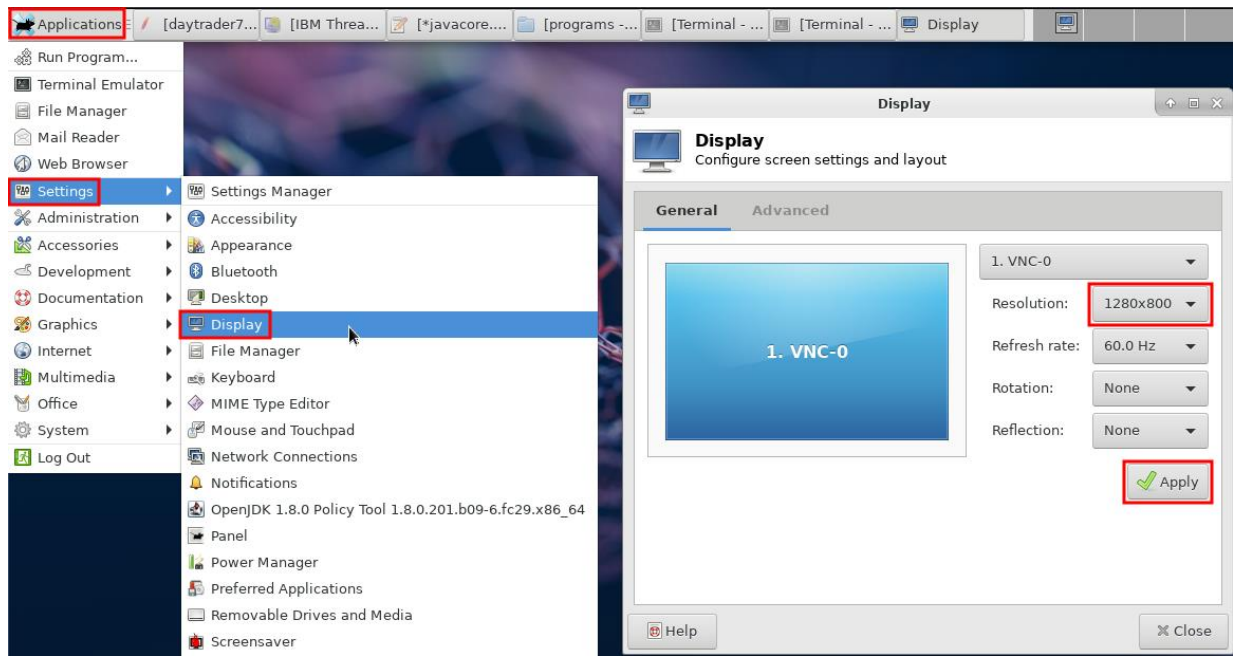 Applications
[daytrader7...
[IBM Threa...
[*javacore....
[programs -...
[Terminal - ...
[Terminal - ...
Display
Run Program...
Terminal Emulator
File Manager
Mail Reader
Web Browser
Settings
Administration
Accessories
Development
Documentation
Graphics
Internet
Multimedia
Office
System
Log Out
Settings Manager
Accessibility
Appearance
Bluetooth
Desktop
Display
File Manager
Keyboard
MIME Type Editor
Mouse and Touchpad
Network Connections
Notifications
OpenJDK 1.8.0 Policy Tool 1.8.0.201.b09-6.fc29.x86_64
Panel
Power Manager
Preferred Applications
Removable Drives and Media
Screensaver
Display
Display
Configure screen settings and layout
General
Advanced
1. VNC-0
1. VNC-0
Resolution: 1280x800
Refresh rate: 60.0 Hz
Rotation: None
Reflection: None
Apply
Help
Close